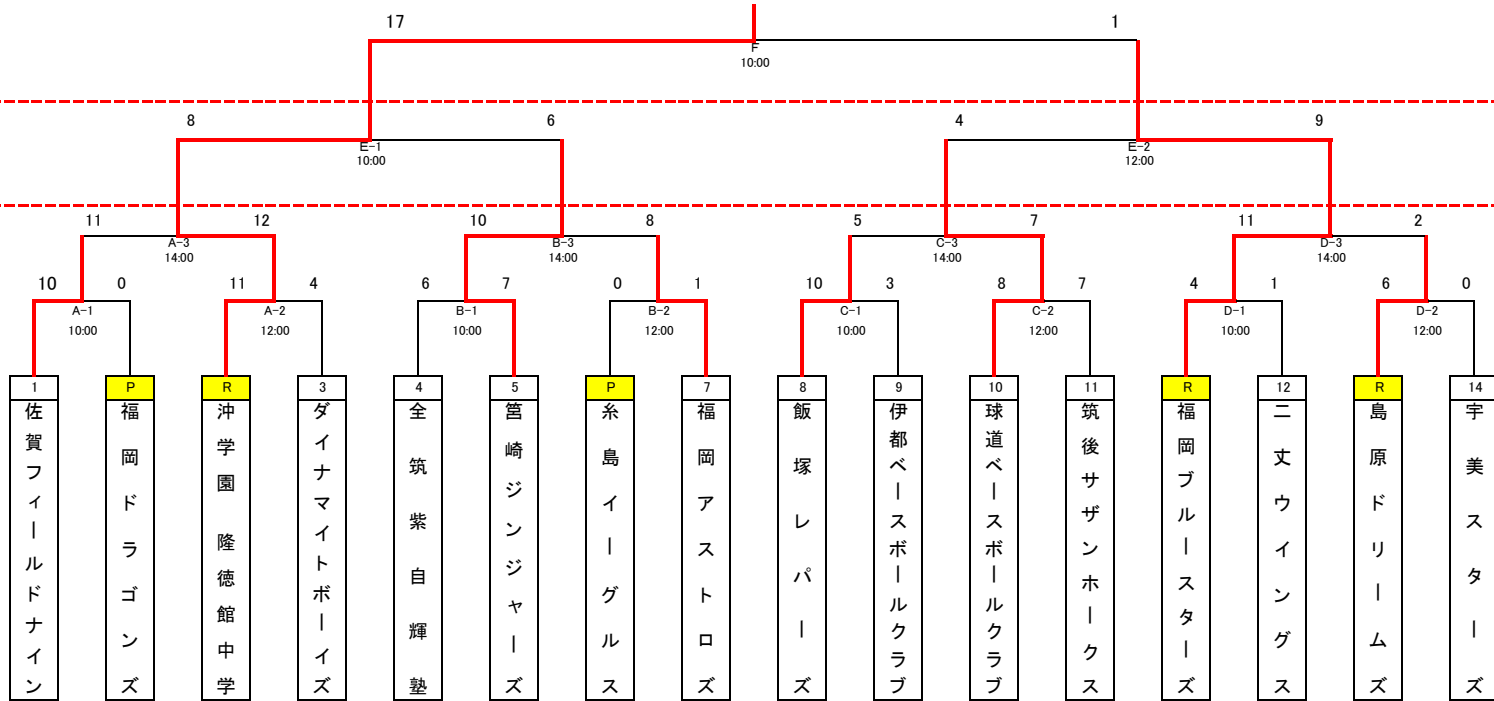 17 1
F
10:00
8 6 4 9
E-1 E-2
10:00 12:00
11 12 10 8 5 7 11 2
A-3 B-3 C-3 D-3
14:00 14:00 14:00 14:00
10 0 11 4 6 7 0 1 10 3 8 7 4 1 6 0
A-1 A-2 B-1 B-2 C-1 C-2 D-1 D-2
10:00 12:00 10:00 12:00 10:00 12:00 10:00 12:00
1 P R 3 4 5 P 7 8 9 10 11 R 12 R 14
佐賀フィールドナイン
福岡ドラゴンズ
沖学園 隆徳館中学
ダイナマイトボーイズ
全筑紫自輝塾
筥崎ジンジャーズ
糸島イーグルス
福岡アストロズ
飯塚レパーズ
伊都ベースボールクラブ
球道ベースボールクラブ
筑後サザンホークス
福岡ブルースターズ
二丈ウイングス
島原ドリームズ
宇美スターズ